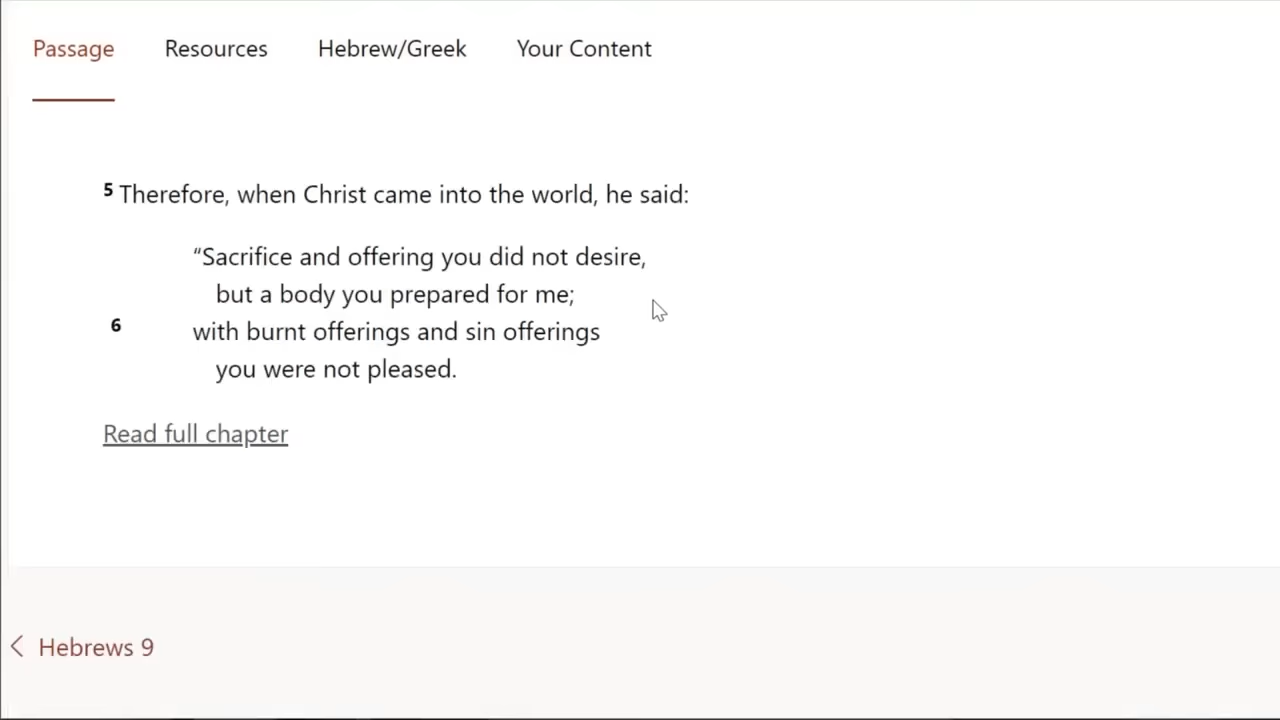 Passage Resources Hebrew/Greek Your Content
5 Therefore, when Christ came into the world, he said:
“Sacrifice and offering you did not desire,
but a body you prepared for me;
6 with burnt offerings and sin offerings
you were not pleased.
Read full chapter
Hebrews 9